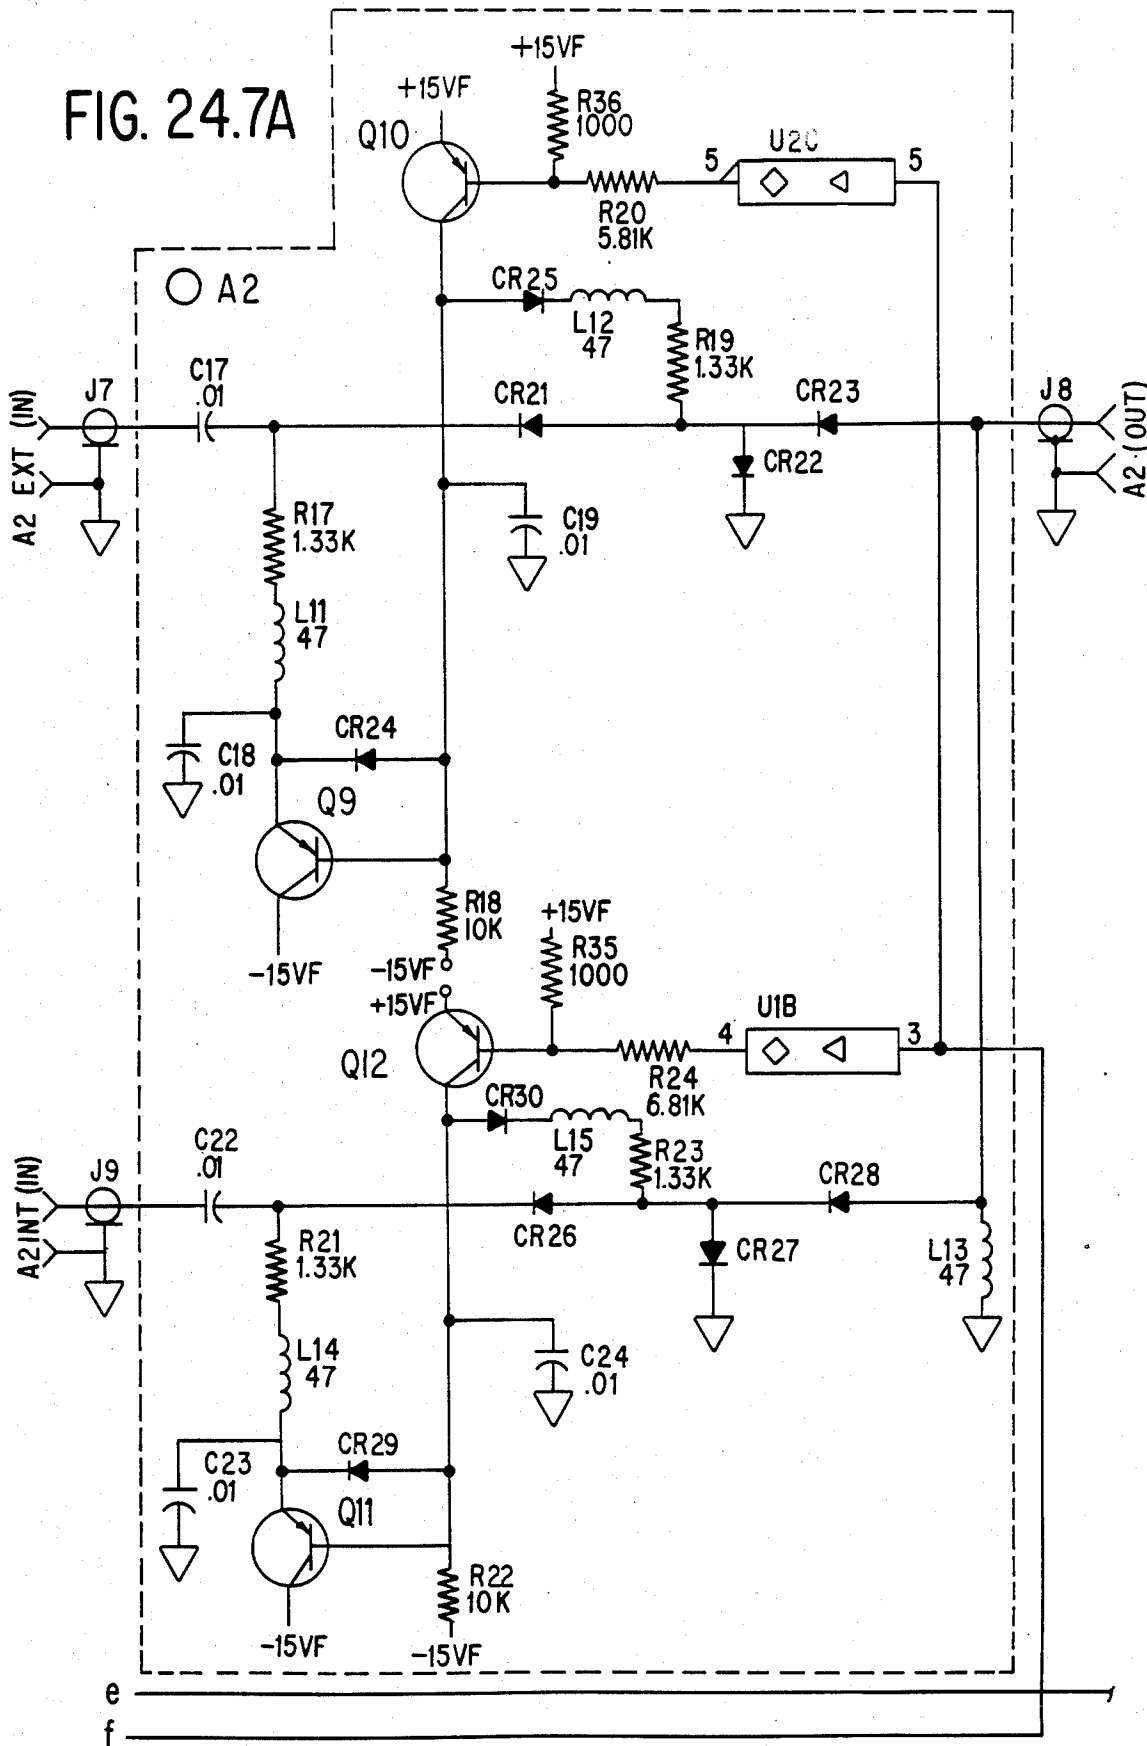 FIG. 24.7A
+15VF
+15VF
R36
1000
Q10
U2C
5
5
R20
5.81K
A2
CR25
L12
47
R19
1.33K
C17
.01
J7
A2 EXT (IN)
CR21
CR23
J8
A2 (OUT)
CR22
R17
1.33K
C19
.01
L11
47
CR24
C18
.01
Q9
R18
10K
-15VF
-15VF
+15VF
+15VF
R35
1000
U1B
4
3
Q12
R24
6.81K
CR30
L15
47
R23
1.33K
C22
.01
J9
A2 INT (IN)
CR26
CR28
R21
1.33K
CR27
L13
47
L14
47
C24
.01
CR29
C23
.01
Q11
R22
10K
-15VF
-15VF
e
f